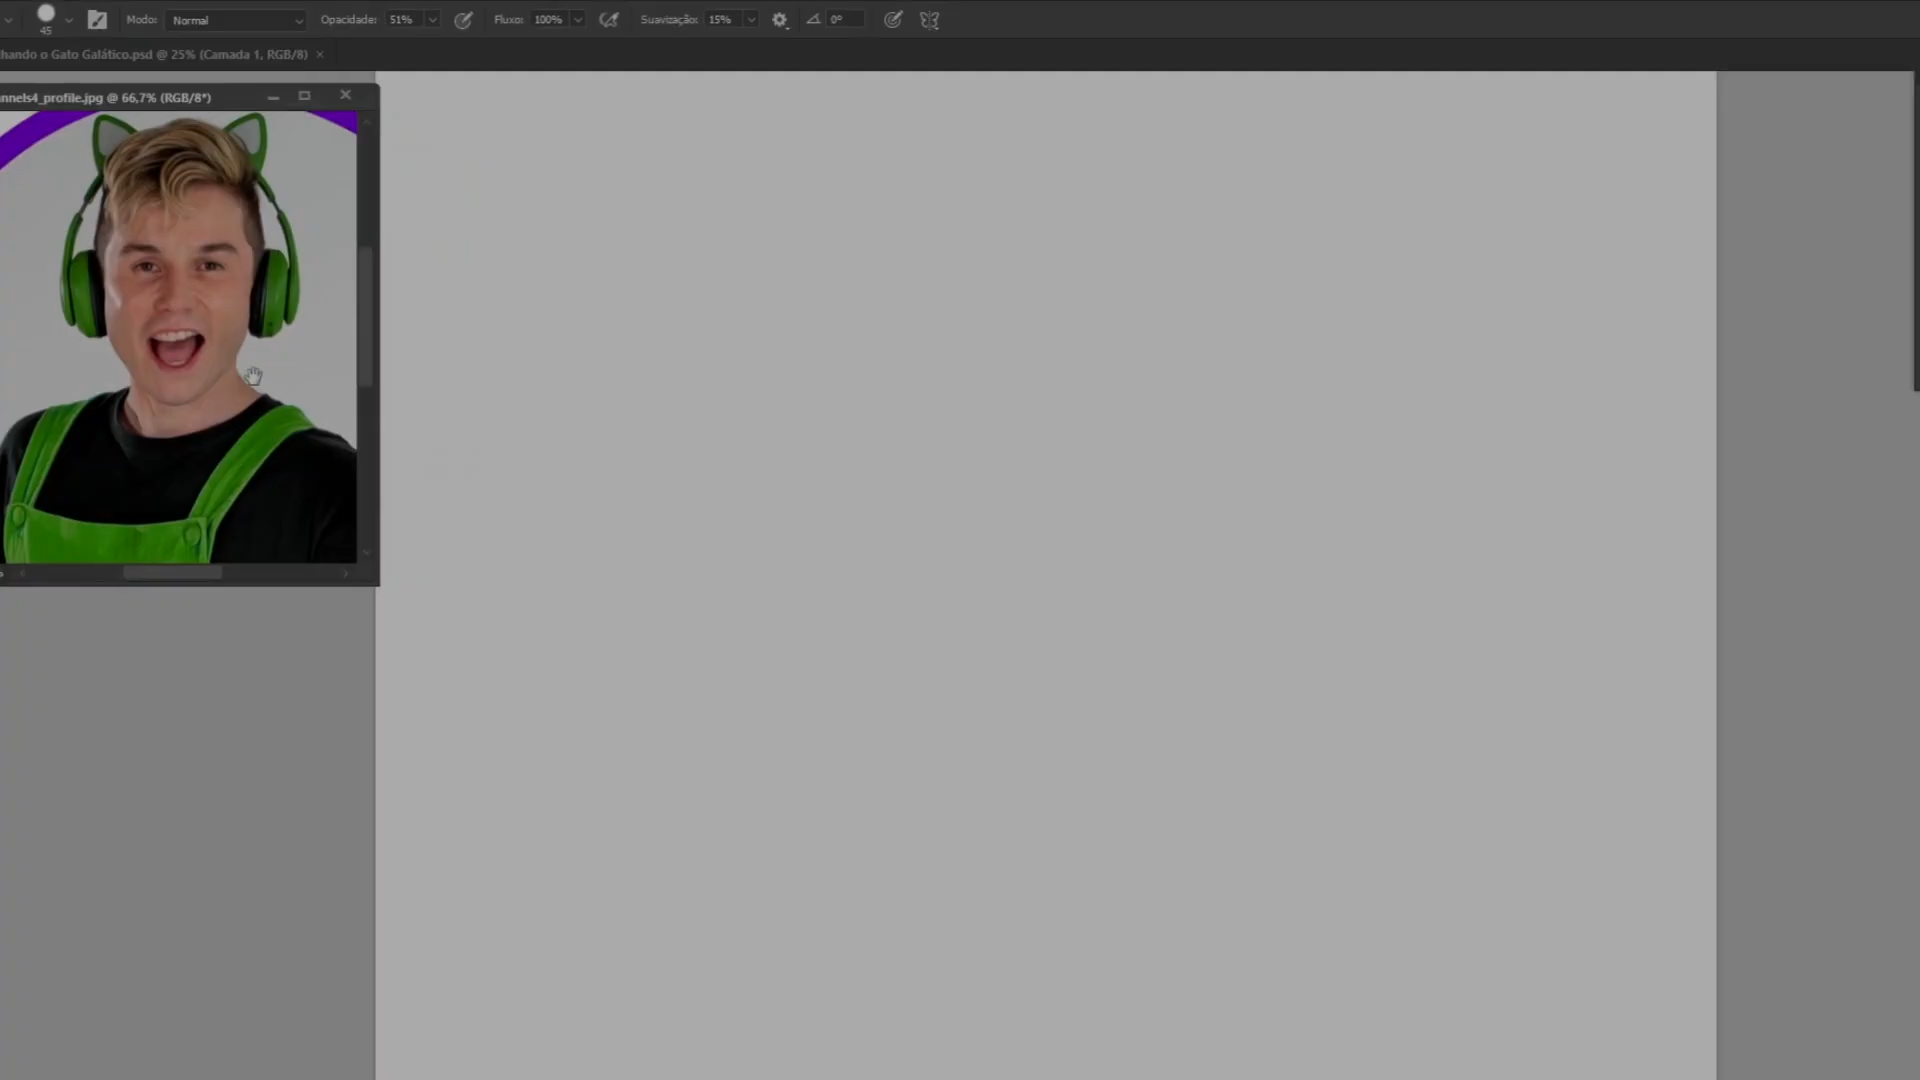 45
Modo: Normal Opacidade: 51% Fluxo: 100% Suavização: 15% 0°
hando o Gato Galático.psd @ 25% (Camada 1, RGB/8) ×
nnels4_profile.jpg @ 66,7% (RGB/8*)